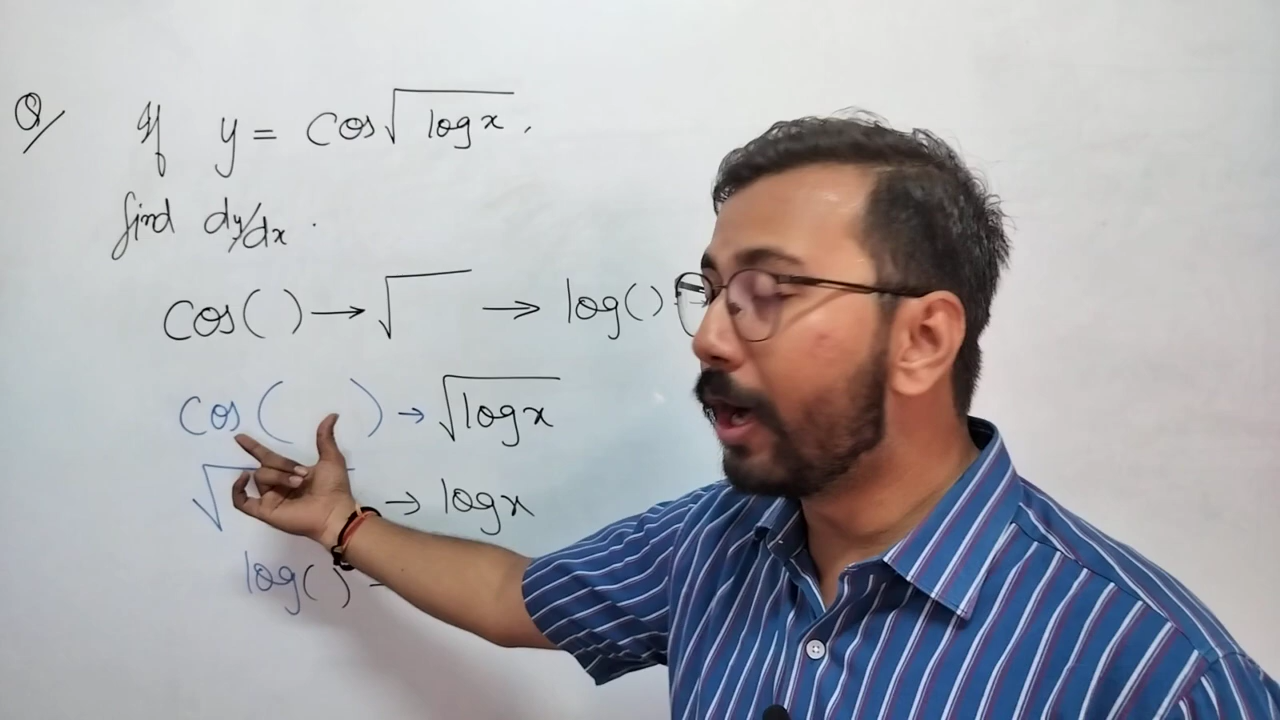 Q/ If y = cos√log x.
find dy/dx.
cos( ) → √ → log( )
cos( ) → √log x
√ → log x
log( )